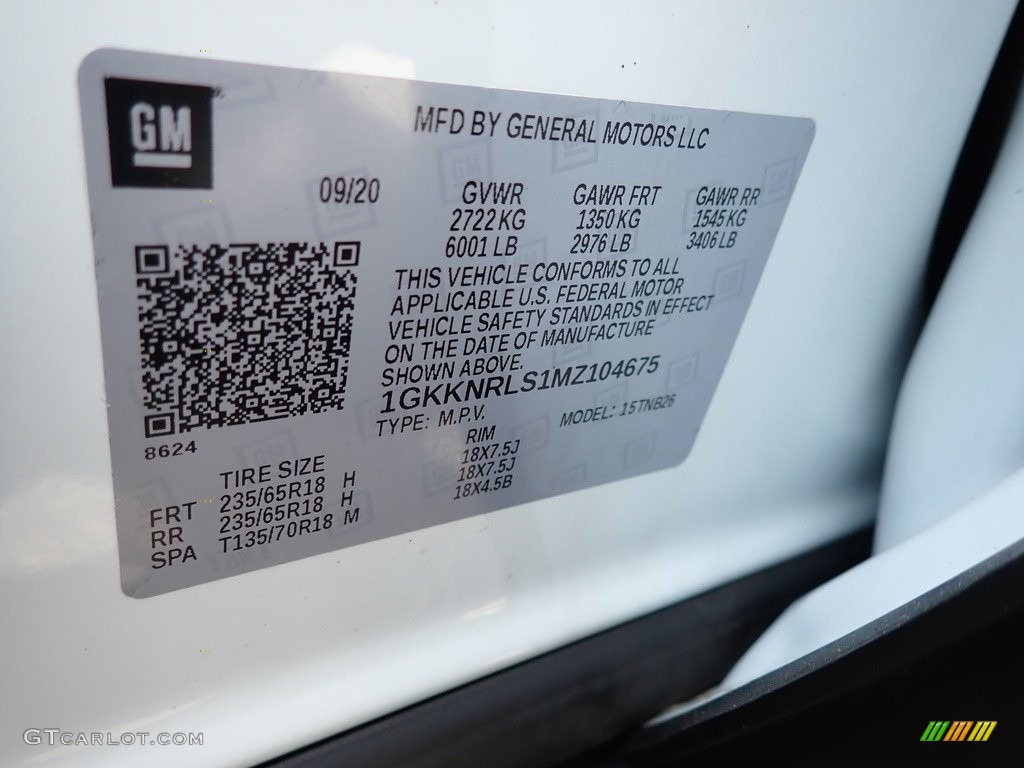 GM
MFD BY GENERAL MOTORS LLC
09/20 GVWR GAWR FRT GAWR RR
2722 KG 1350 KG 1545 KG
6001 LB 2976 LB 3406 LB
THIS VEHICLE CONFORMS TO ALL
APPLICABLE U.S. FEDERAL MOTOR
VEHICLE SAFETY STANDARDS IN EFFECT
ON THE DATE OF MANUFACTURE
SHOWN ABOVE.
1GKKNRLS1MZ104675
TYPE: M.P.V. MODEL: 15TNB26
8624
TIRE SIZE RIM
FRT 235/65R18 H 18X7.5J
RR 235/65R18 H 18X7.5J
SPA T135/70R18 M 18X4.5B
GTCARLOT.COM